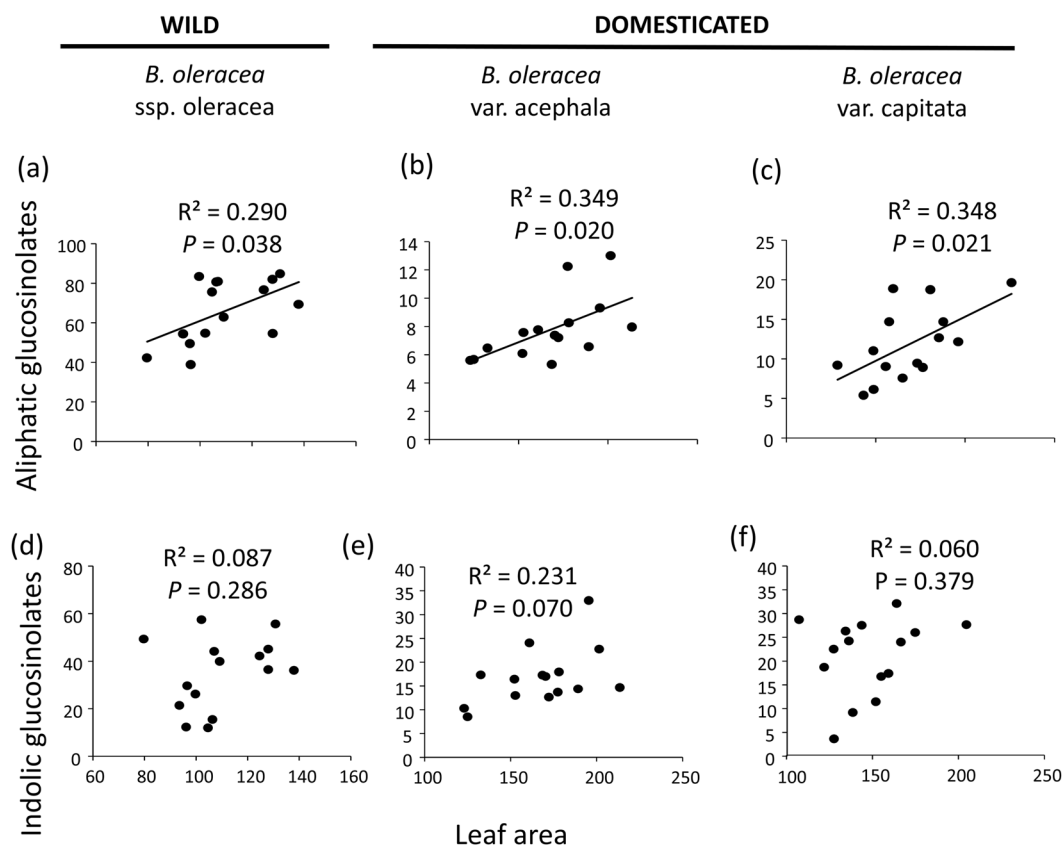 WILD
DOMESTICATED
B. oleracea
ssp. oleracea
B. oleracea
var. acephala
B. oleracea
var. capitata
Aliphatic glucosinolates
(a)
R² = 0.290
P = 0.038
100
80
60
40
20
0
(b)
R² = 0.349
P = 0.020
14
12
10
8
6
4
2
0
(c)
R² = 0.348
P = 0.021
25
20
15
10
5
0
Indolic glucosinolates
(d)
R² = 0.087
P = 0.286
80
60
40
20
0
60 80 100 120 140 160
(e)
R² = 0.231
P = 0.070
40
35
30
25
20
15
10
5
0
100 150 200 250
(f)
R² = 0.060
P = 0.379
40
35
30
25
20
15
10
5
0
100 150 200 250
Leaf area